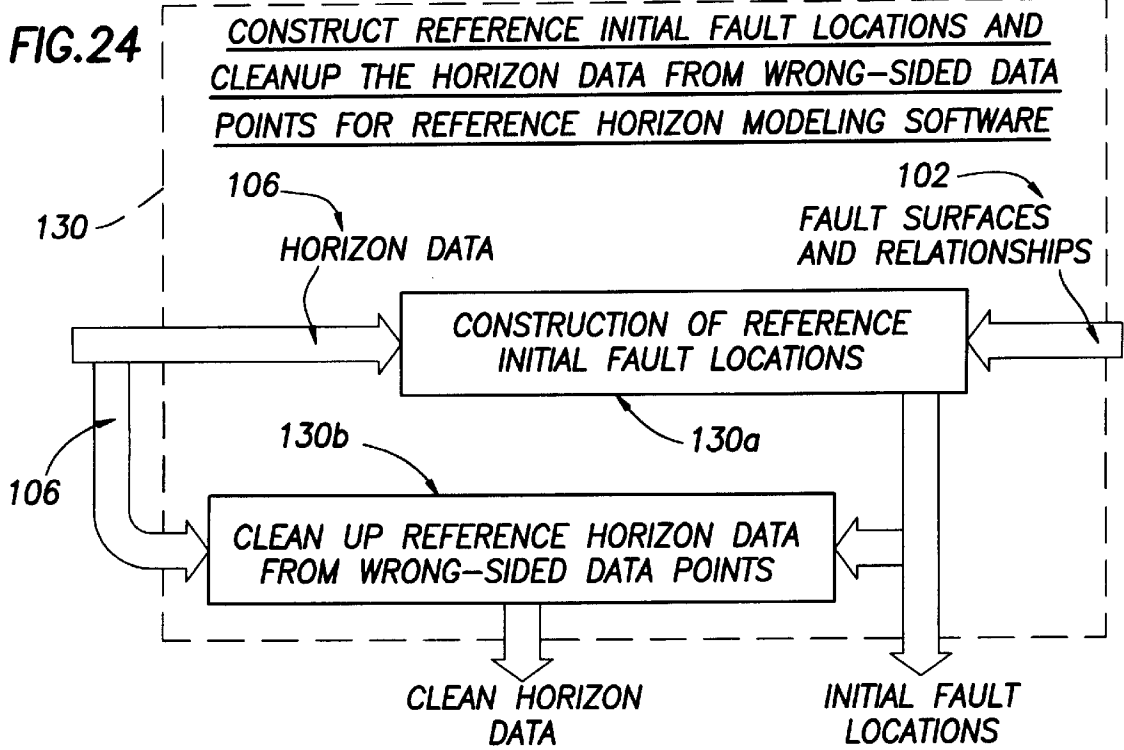 FIG.24
CONSTRUCT REFERENCE INITIAL FAULT LOCATIONS AND
CLEANUP THE HORIZON DATA FROM WRONG-SIDED DATA
POINTS FOR REFERENCE HORIZON MODELING SOFTWARE
130
106
HORIZON DATA
102
FAULT SURFACES
AND RELATIONSHIPS
CONSTRUCTION OF REFERENCE
INITIAL FAULT LOCATIONS
130a
130b
106
CLEAN UP REFERENCE HORIZON DATA
FROM WRONG-SIDED DATA POINTS
CLEAN HORIZON
DATA
INITIAL FAULT
LOCATIONS